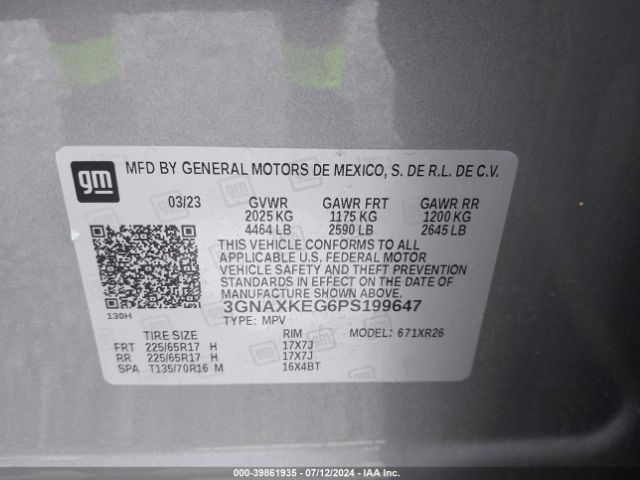 gm
MFD BY GENERAL MOTORS DE MEXICO, S. DE R.L. DE C.V.
03/23 GVWR GAWR FRT GAWR RR
2025 KG 1175 KG 1200 KG
4464 LB 2590 LB 2645 LB
THIS VEHICLE CONFORMS TO ALL
APPLICABLE U.S. FEDERAL MOTOR
VEHICLE SAFETY AND THEFT PREVENTION
STANDARDS IN EFFECT ON THE DATE OF
MANUFACTURE SHOWN ABOVE.
3GNAXKEG6PS199647
130H
TYPE: MPV
MODEL: 671XR26
TIRE SIZE RIM
FRT 225/65R17 H 17X7J
RR 225/65R17 H 17X7J
SPA T135/70R16 M 16X4BT
000-39861935 - 07/12/2024 - IAA Inc.